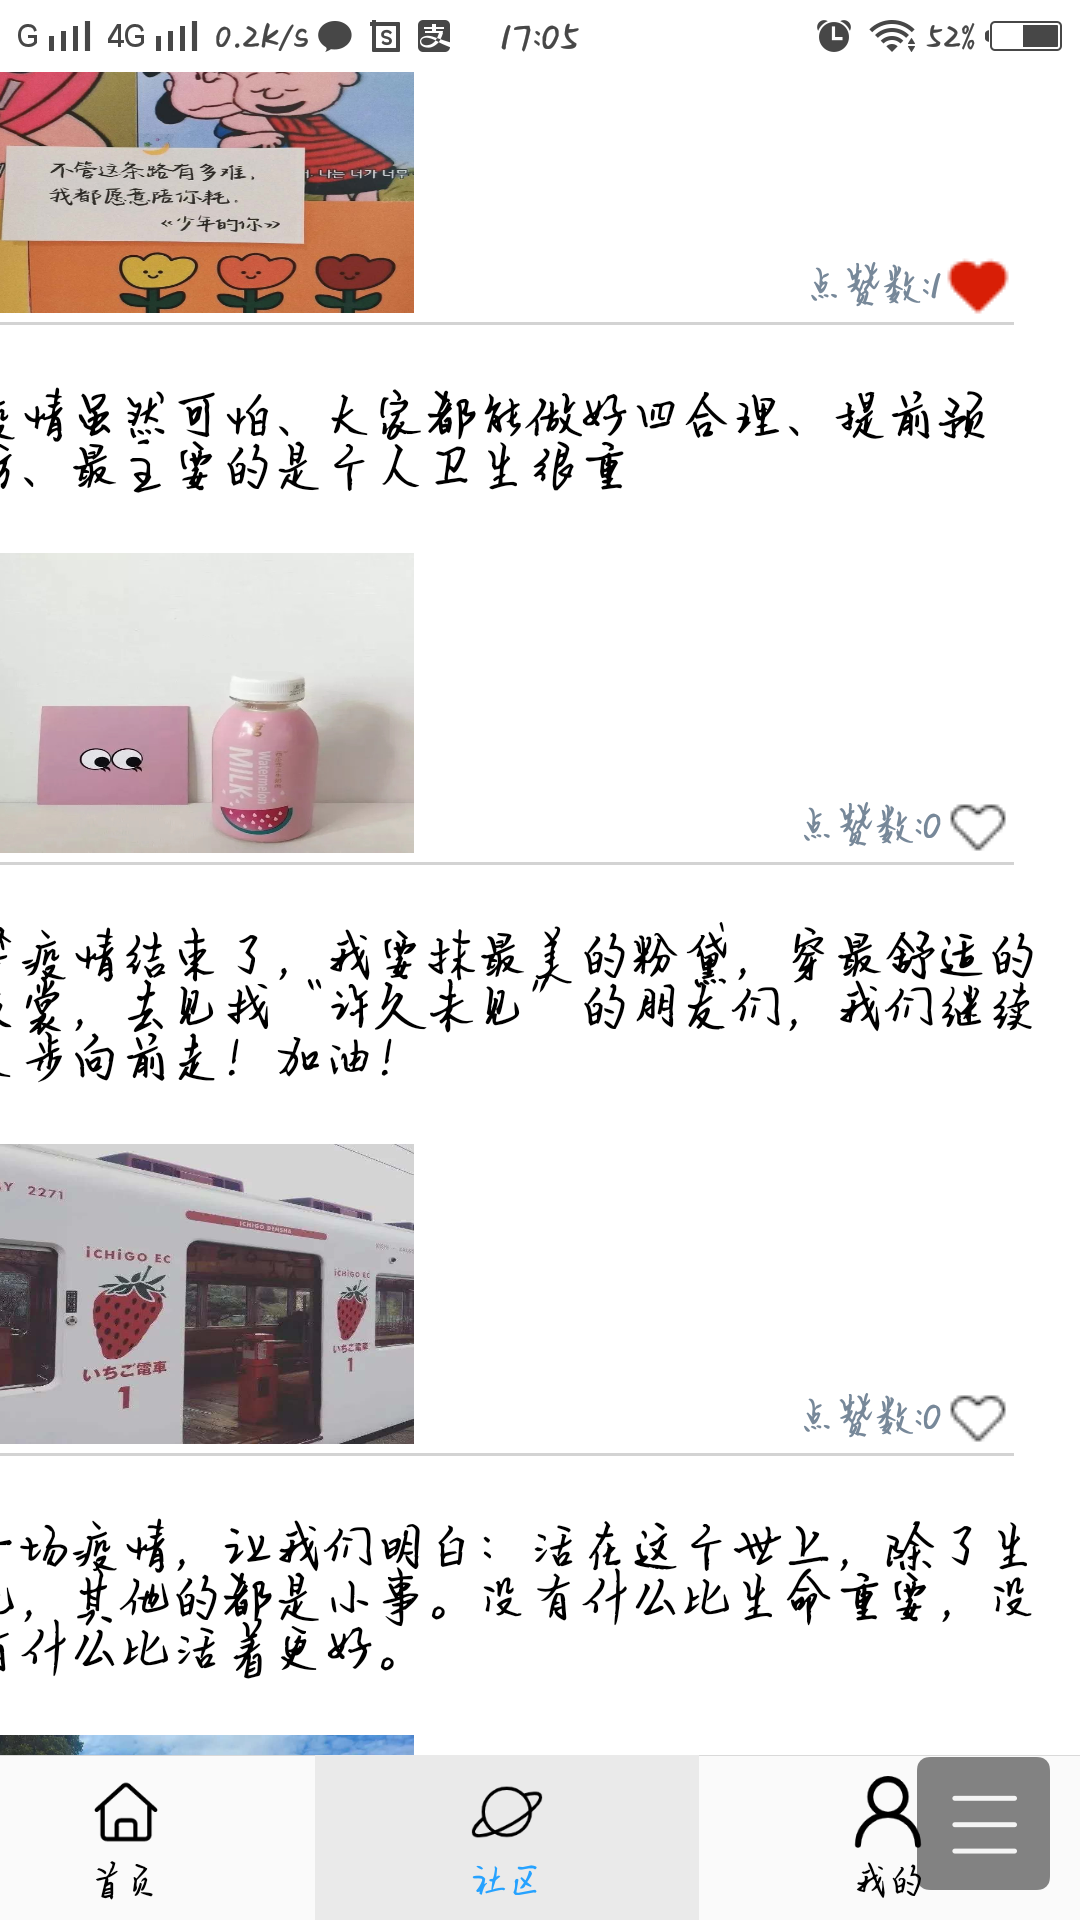 G 4G 0.2K/S S 支 17:05 52%
不管这条路有多难,
我都愿意陪你耗.
《少年的你》
나는 너가 너무
点赞数:1
疫情虽然可怕、大家都能做好四合理、提前预
防、最主要的是个人卫生很重
Watermelon
MILK
点赞数:0
疫情结束了,我要抹最美的粉黛,穿最舒适的
裳,去见找“许久未见”的朋友们,我们继续
步向前走!加油!
Y 2271
ICHIGO DENSHA
iCHiGO EC
いちご電車
1
iCHiGO EC
いちご電車
1
点赞数:0
一场疫情,让我们明白:活在这个世上,除了生
,其他的都是小事。没有什么比生命重要,没
有什么比活着更好。
首页
社区
我的